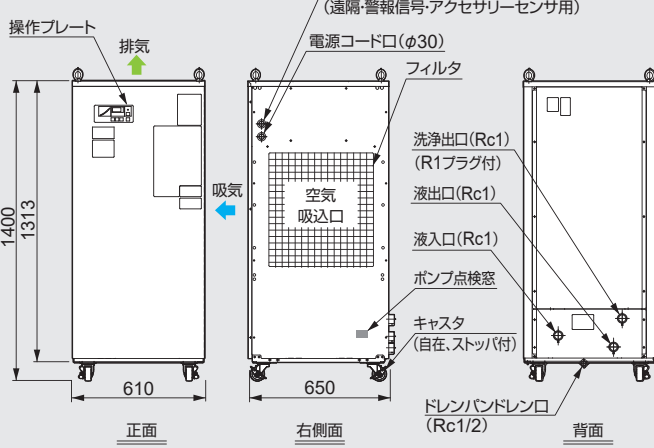 (遠隔・警報信号・アクセサリーセンサ用)
操作プレート
排気
電源コード口(φ30)
フィルタ
洗浄出口(Rc1)
(R1プラグ付)
吸気
空気
吸込口
液出口(Rc1)
液入口(Rc1)
1400
1313
ポンプ点検窓
キャスタ
(自在、ストッパ付)
610
650
ドレンパンドレン口
(Rc1/2)
正面
右側面
背面